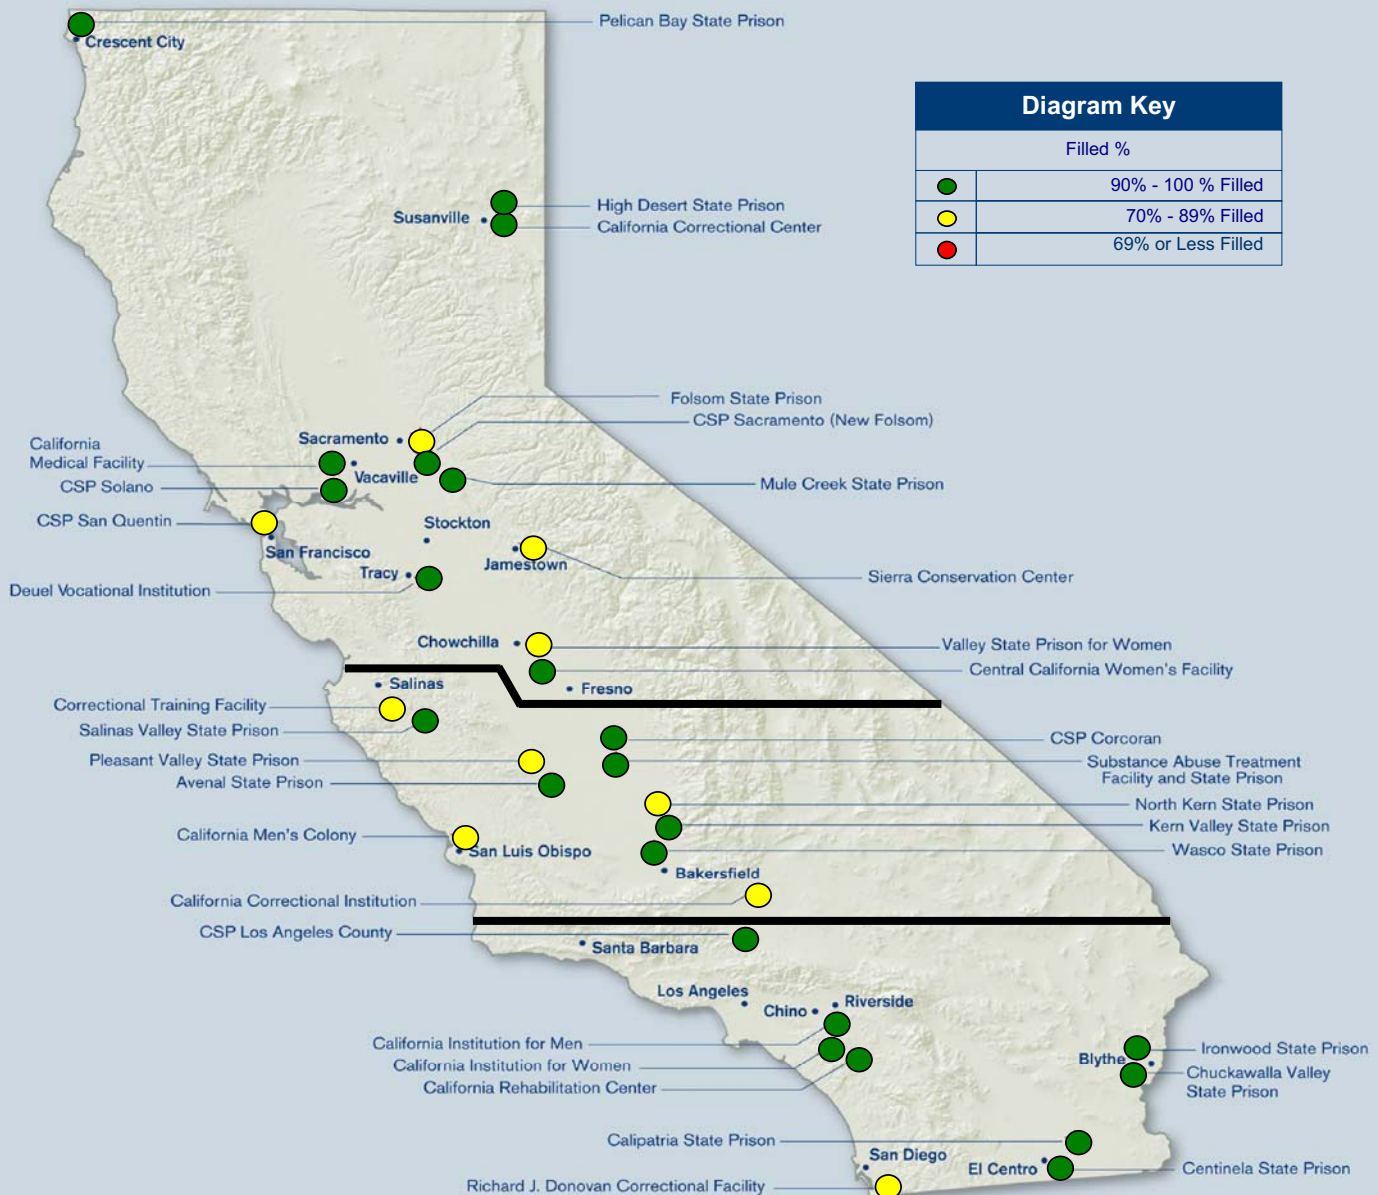 Pelican Bay State Prison
Crescent City
Diagram Key
Filled %
90% - 100 % Filled
70% - 89% Filled
69% or Less Filled
High Desert State Prison
Susanville
California Correctional Center
Folsom State Prison
CSP Sacramento (New Folsom)
Sacramento
California
Medical Facility
Vacaville
CSP Solano
Mule Creek State Prison
CSP San Quentin
Stockton
San Francisco
Jamestown
Tracy
Sierra Conservation Center
Deuel Vocational Institution
Chowchilla
Valley State Prison for Women
Central California Women's Facility
Salinas
Fresno
Correctional Training Facility
Salinas Valley State Prison
CSP Corcoran
Pleasant Valley State Prison
Substance Abuse Treatment
Facility and State Prison
Avenal State Prison
North Kern State Prison
Kern Valley State Prison
California Men's Colony
San Luis Obispo
Wasco State Prison
Bakersfield
California Correctional Institution
CSP Los Angeles County
Santa Barbara
Los Angeles
Riverside
Chino
California Institution for Men
Ironwood State Prison
California Institution for Women
Blythe
Chuckawalla Valley
State Prison
California Rehabilitation Center
Calipatria State Prison
San Diego
El Centro
Centinela State Prison
Richard J. Donovan Correctional Facility